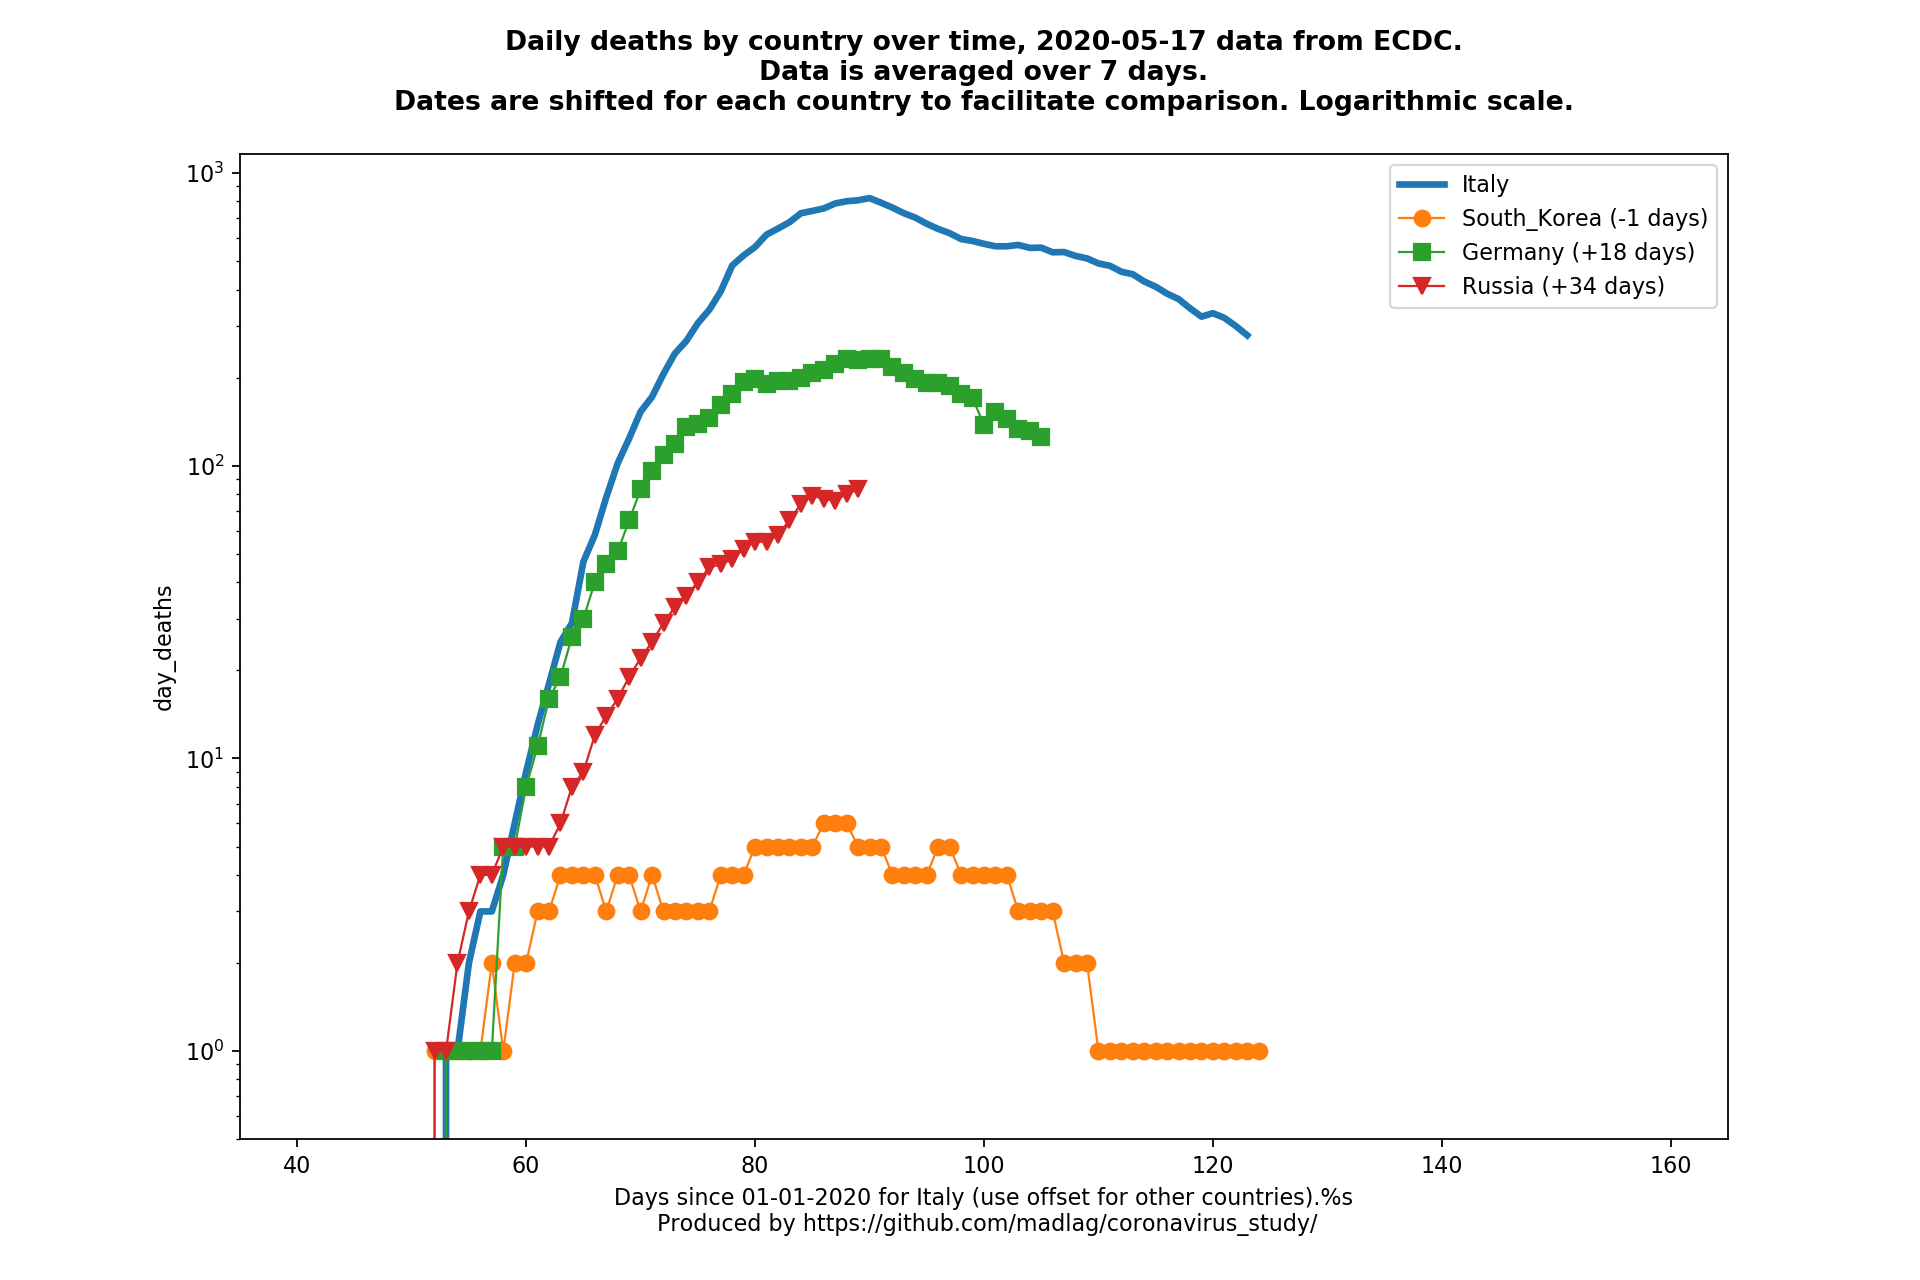 Daily deaths by country over time, 2020-05-17 data from ECDC.
Data is averaged over 7 days.
Dates are shifted for each country to facilitate comparison. Logarithmic scale.
10³
10²
10¹
10⁰
day_deaths
Italy
South_Korea (-1 days)
Germany (+18 days)
Russia (+34 days)
40 60 80 100 120 140 160
Days since 01-01-2020 for Italy (use offset for other countries).%s
Produced by https://github.com/madlag/coronavirus_study/